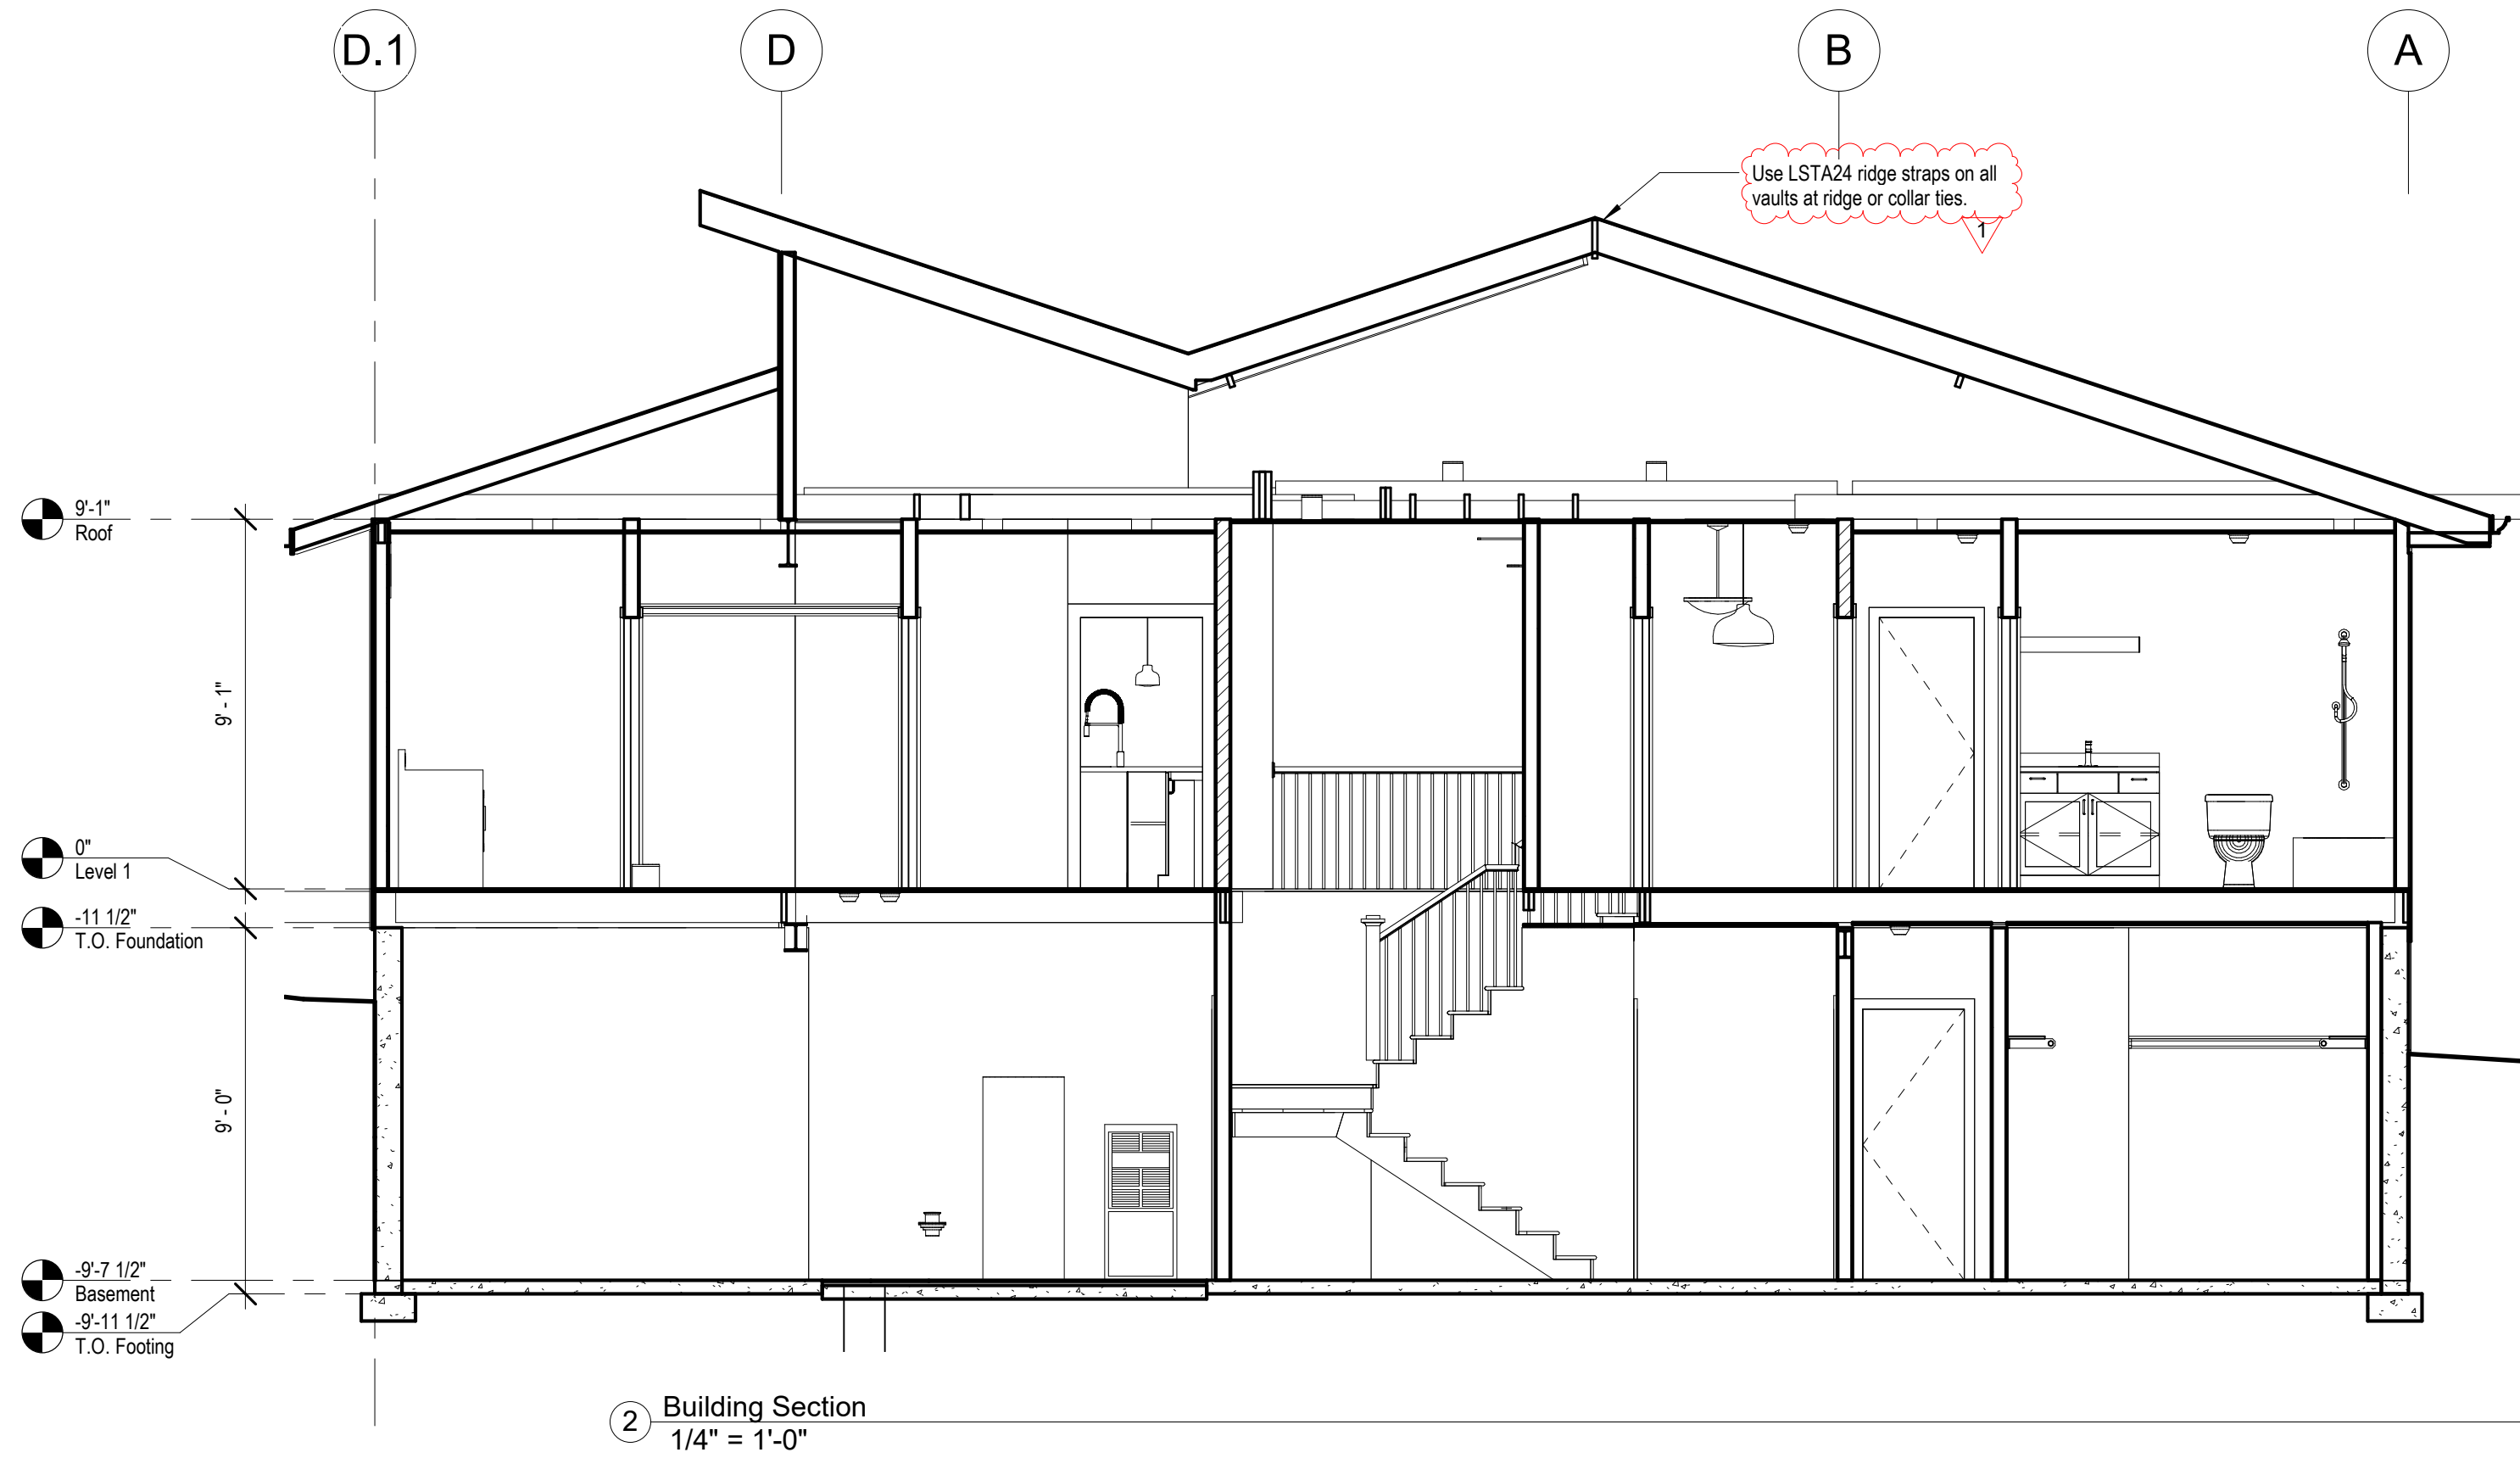 D.1
D
B
A
Use LSTA24 ridge straps on all
vaults at ridge or collar ties.
1
9'-1"
Roof
9' - 1"
0"
Level 1
-11 1/2"
T.O. Foundation
9' - 0"
-9'-7 1/2"
Basement
-9'-11 1/2"
T.O. Footing
2
Building Section
1/4" = 1'-0"